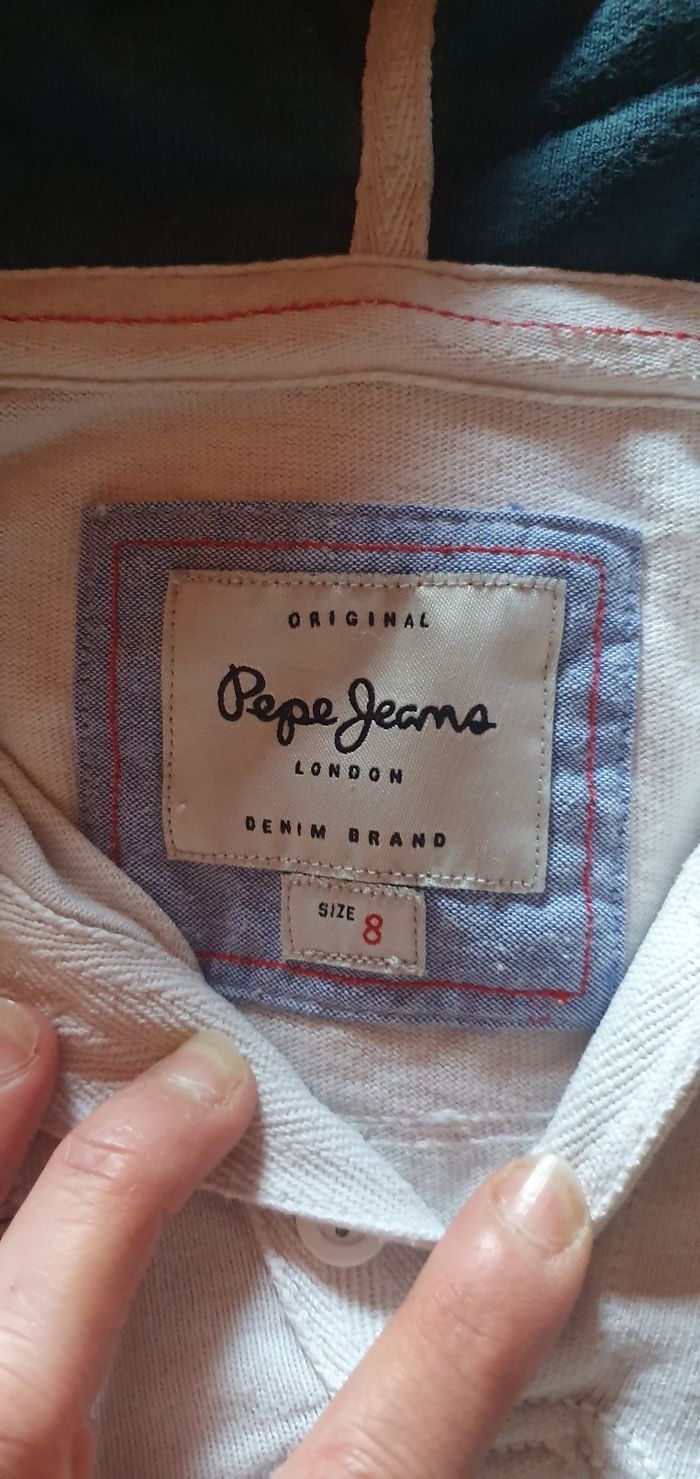 ORIGINAL
Pepe Jeans
LONDON
DENIM BRAND
SIZE 8